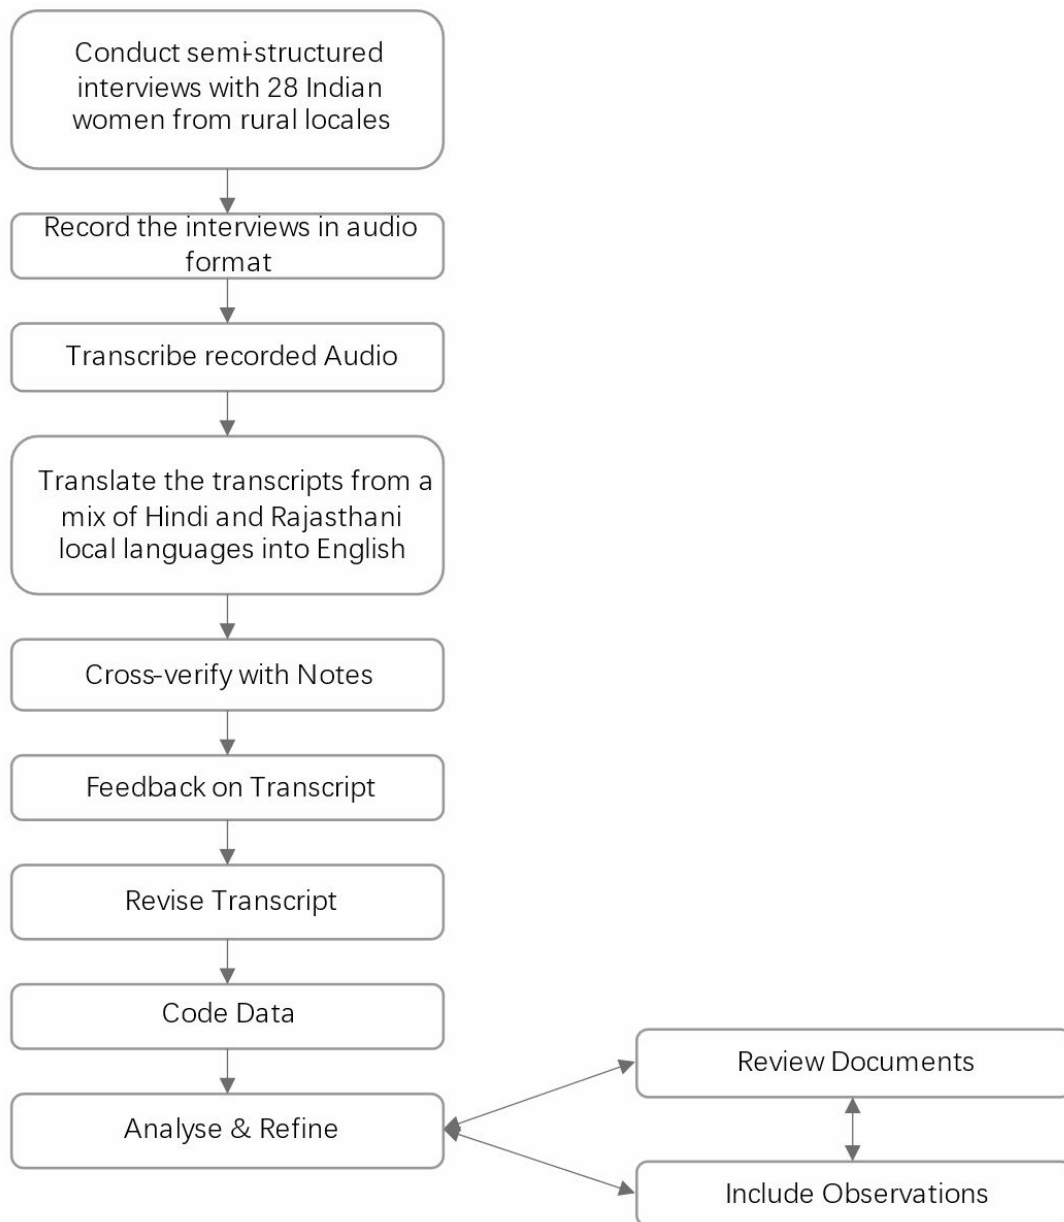 Conduct semi-structured
interviews with 28 Indian
women from rural locales
Record the interviews in audio
format
Transcribe recorded Audio
Translate the transcripts from a
mix of Hindi and Rajasthani
local languages into English
Cross-verify with Notes
Feedback on Transcript
Revise Transcript
Code Data
Analyse & Refine
Review Documents
Include Observations